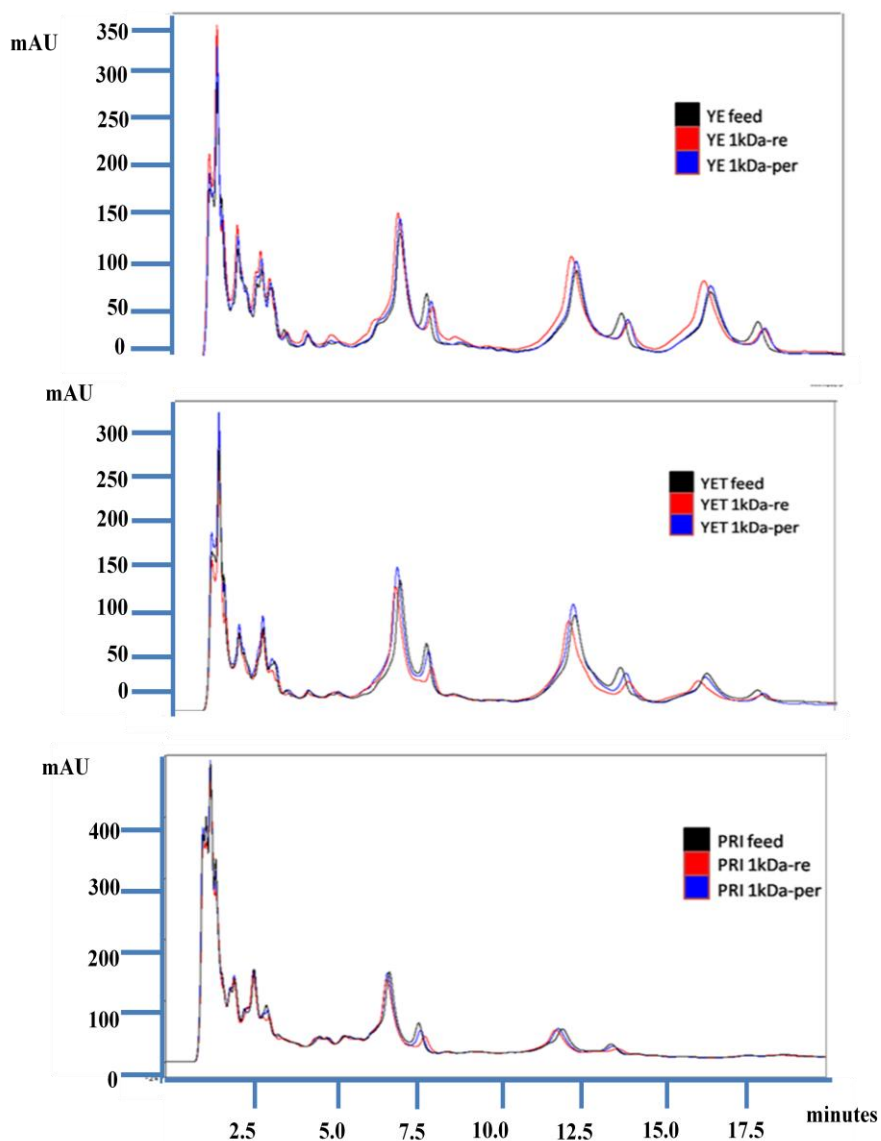 350
mAU
300
250
200
150
100
50
0
YE feed
YE 1kDa-re
YE 1kDa-per
mAU
300
250
200
150
100
50
0
YET feed
YET 1kDa-re
YET 1kDa-per
mAU
400
300
200
100
0
PRI feed
PRI 1kDa-re
PRI 1kDa-per
2.5 5.0 7.5 10.0 12.5 15.0 17.5 minutes